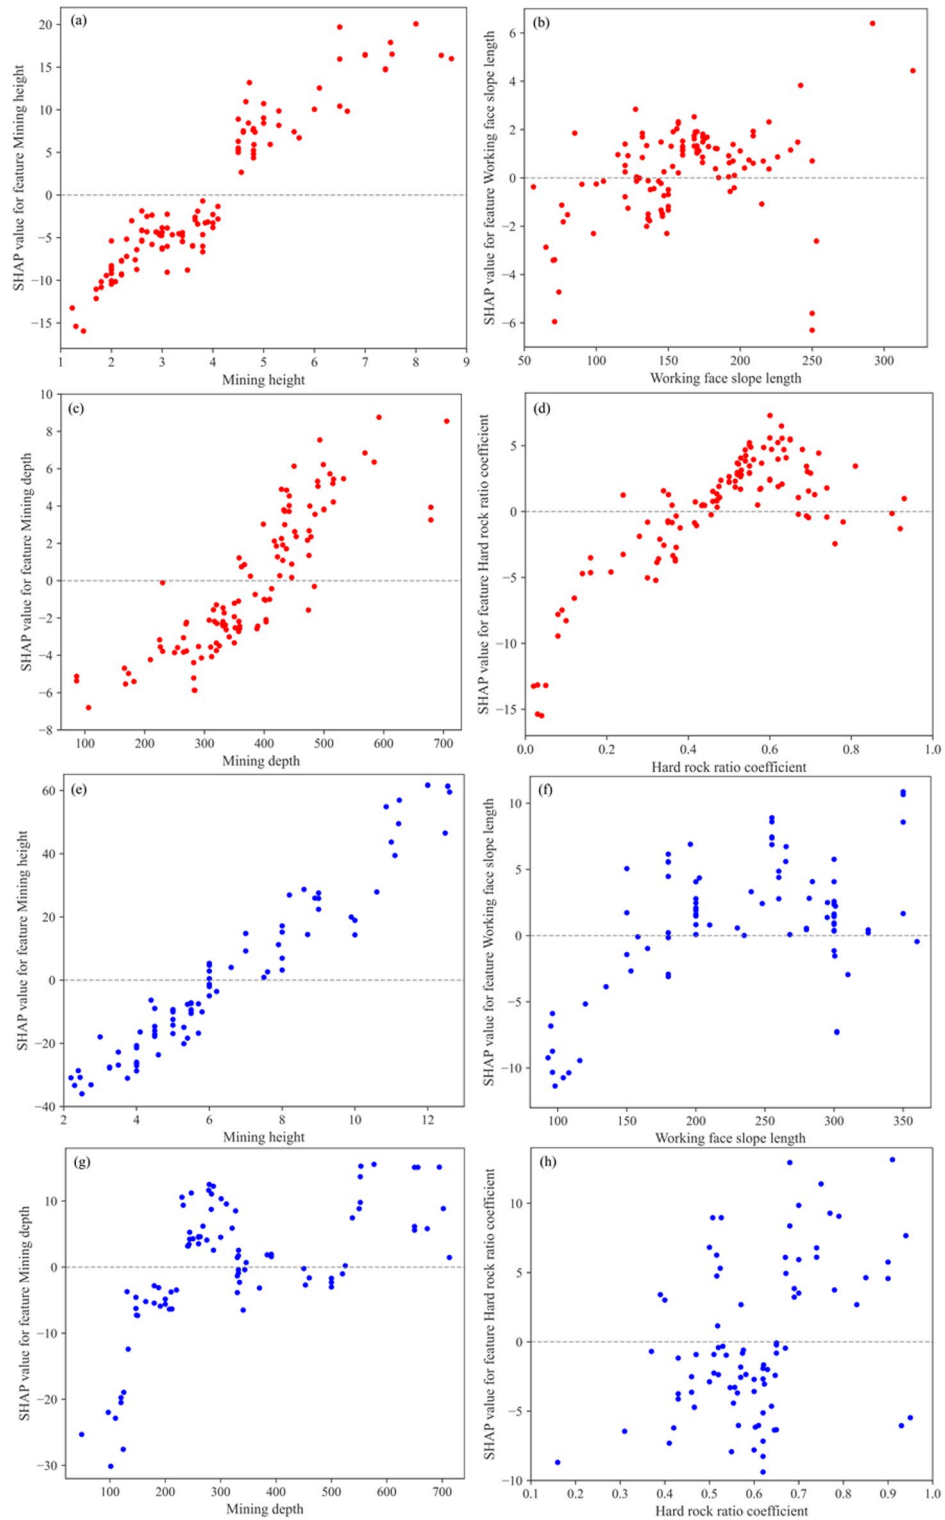 (a)
SHAP value for feature Mining height
20
15
10
5
0
−5
−10
−15
1 2 3 4 5 6 7 8 9
Mining height
(b)
SHAP value for feature Working face slope length
6
4
2
0
−2
−4
−6
50 100 150 200 250 300
Working face slope length
(c)
SHAP value for feature Mining depth
10
8
6
4
2
0
−2
−4
−6
−8
100 200 300 400 500 600 700
Mining depth
(d)
SHAP value for feature Hard rock ratio coefficient
5
0
−5
−10
−15
0.0 0.2 0.4 0.6 0.8 1.0
Hard rock ratio coefficient
(e)
SHAP value for feature Mining height
60
40
20
0
−20
−40
2 4 6 8 10 12
Mining height
(f)
SHAP value for feature Working face slope length
10
5
0
−5
−10
100 150 200 250 300 350
Working face slope length
(g)
SHAP value for feature Mining depth
10
0
−10
−20
−30
100 200 300 400 500 600 700
Mining depth
(h)
SHAP value for feature Hard rock ratio coefficient
10
5
0
−5
−10
0.1 0.2 0.3 0.4 0.5 0.6 0.7 0.8 0.9 1.0
Hard rock ratio coefficient